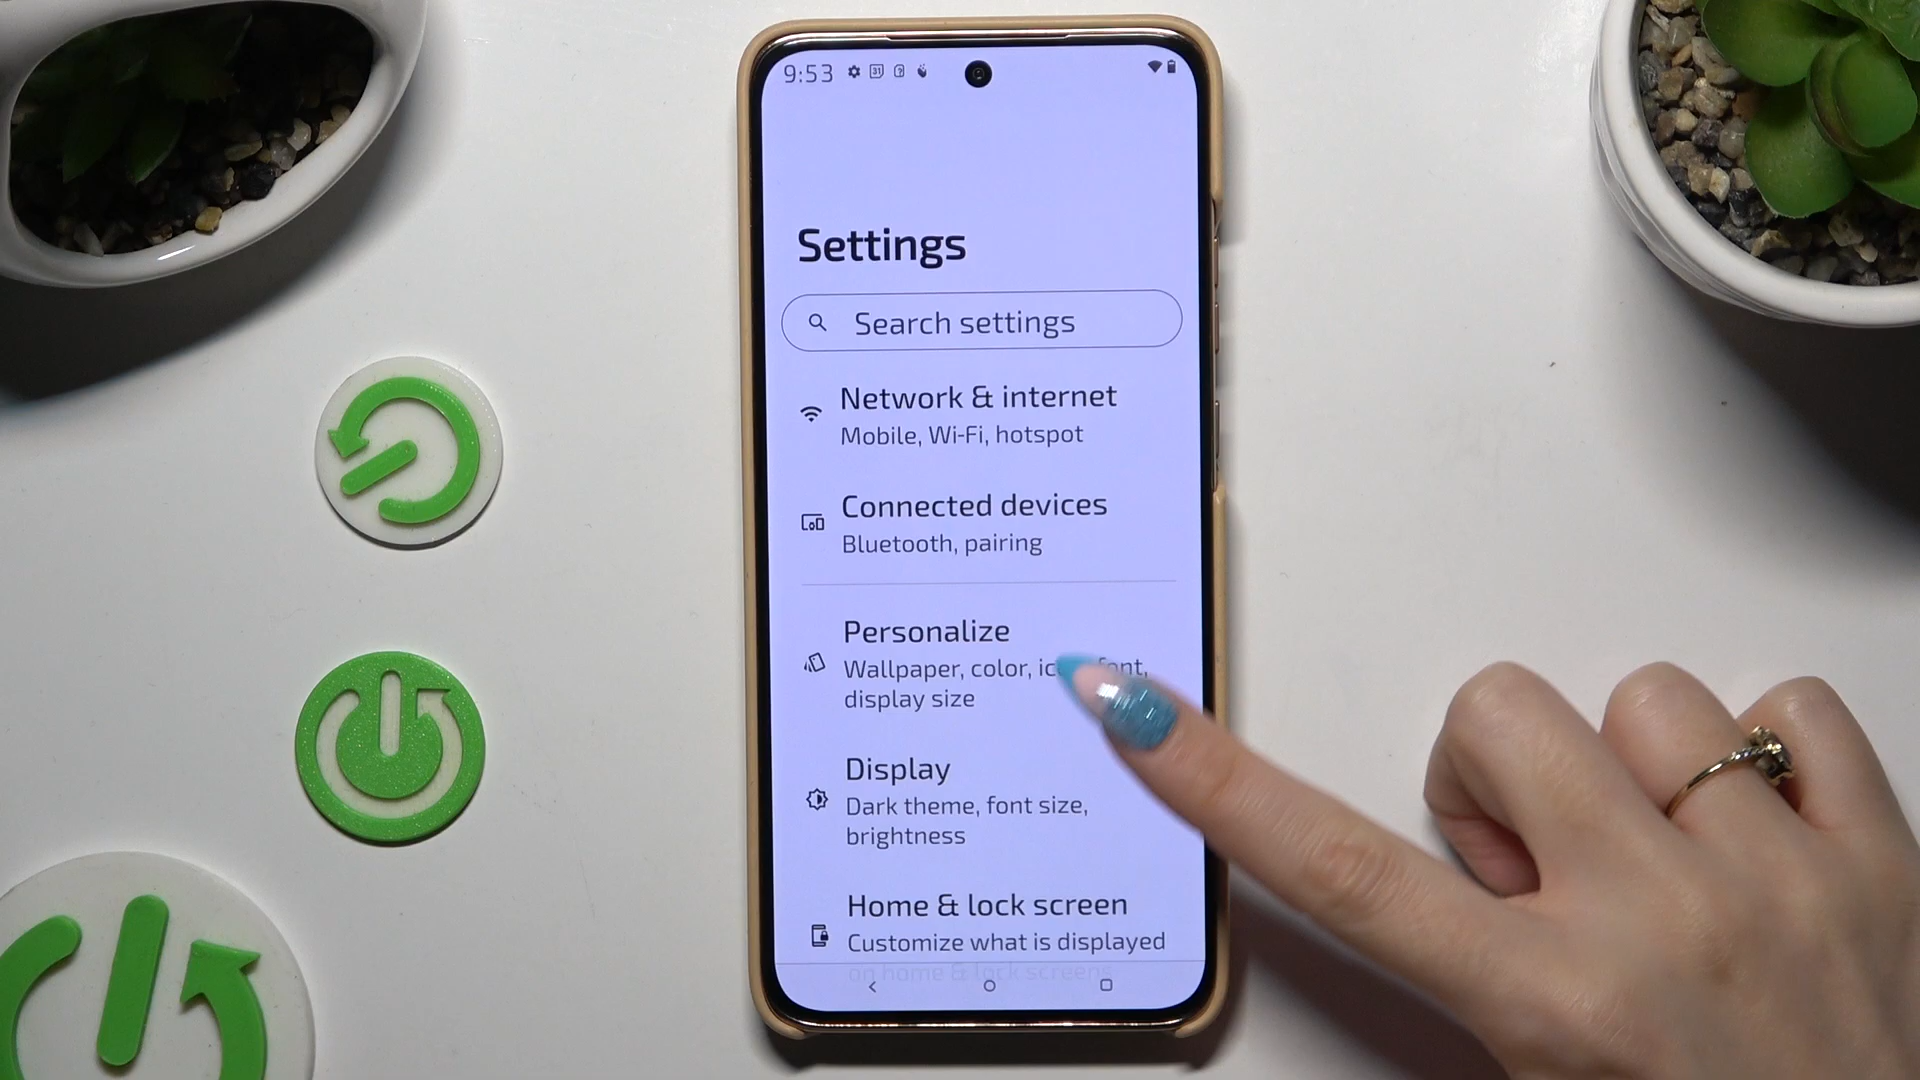 9:53
31
Settings
Search settings
Network & internet
Mobile, Wi-Fi, hotspot
Connected devices
Bluetooth, pairing
Personalize
Wallpaper, color, font,
display size
Display
Dark theme, font size,
brightness
Home & lock screen
Customize what is displayed
on home & lock screens